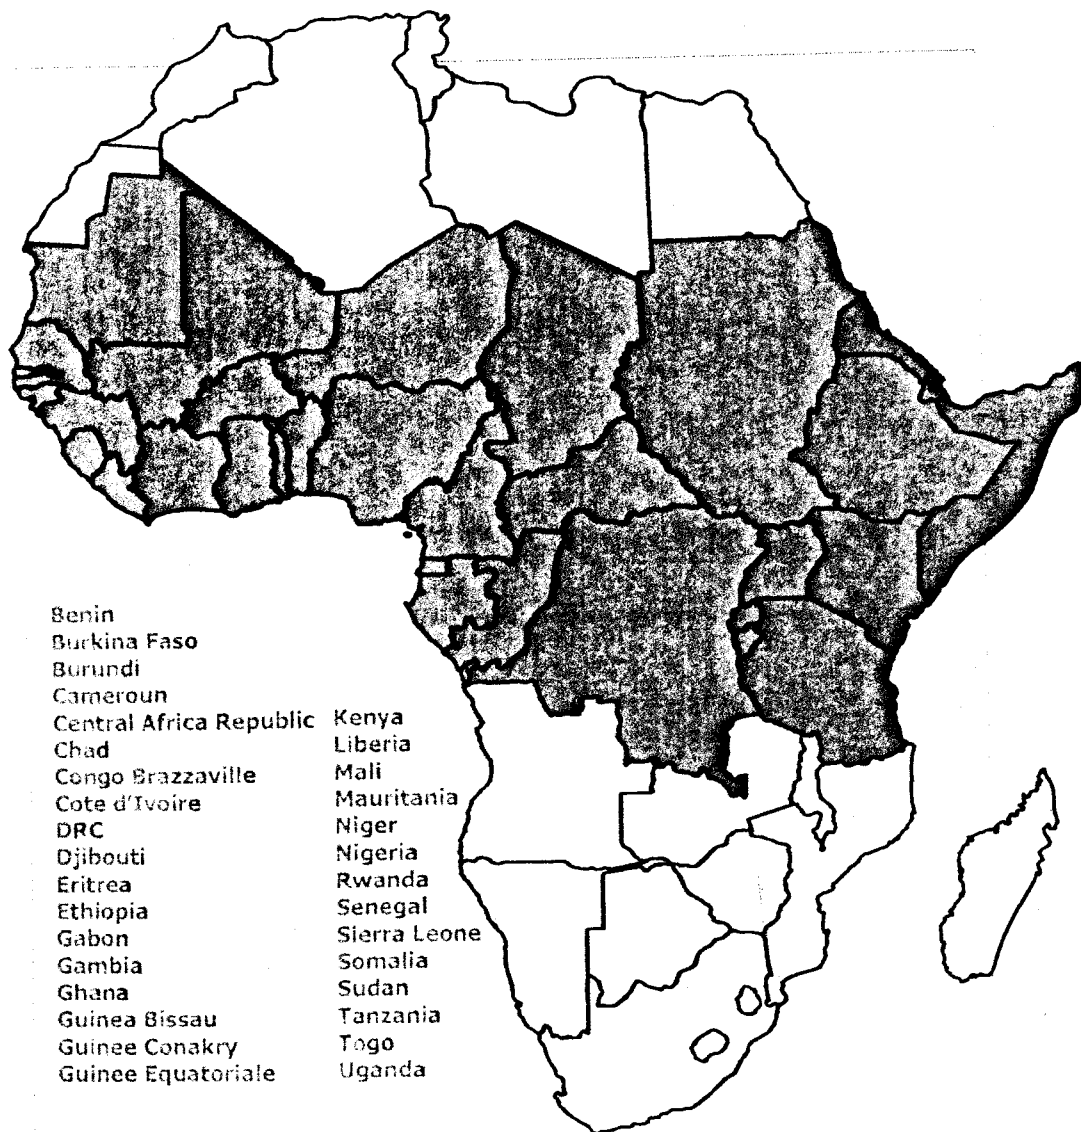 Benin
Burkina Faso
Burundi
Cameroun
Central Africa Republic
Chad
Congo Brazzaville
Cote d'Ivoire
DRC
Djibouti
Eritrea
Ethiopia
Gabon
Gambia
Ghana
Guinea Bissau
Guinee Conakry
Guinee Equatoriale
Kenya
Liberia
Mali
Mauritania
Niger
Nigeria
Rwanda
Senegal
Sierra Leone
Somalia
Sudan
Tanzania
Togo
Uganda